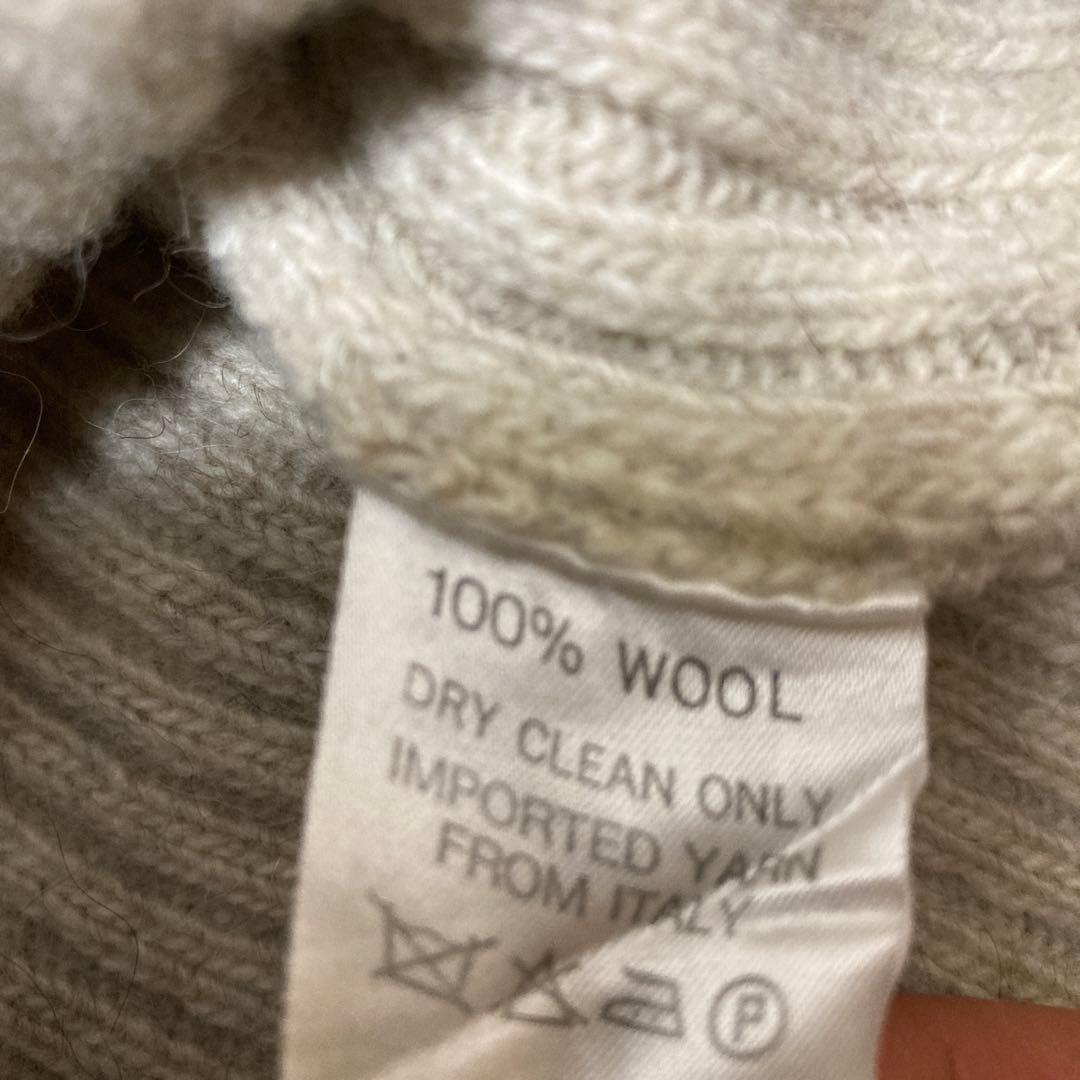 100% WOOL
DRY CLEAN ONLY
IMPORTED YARN
FROM ITALY
P